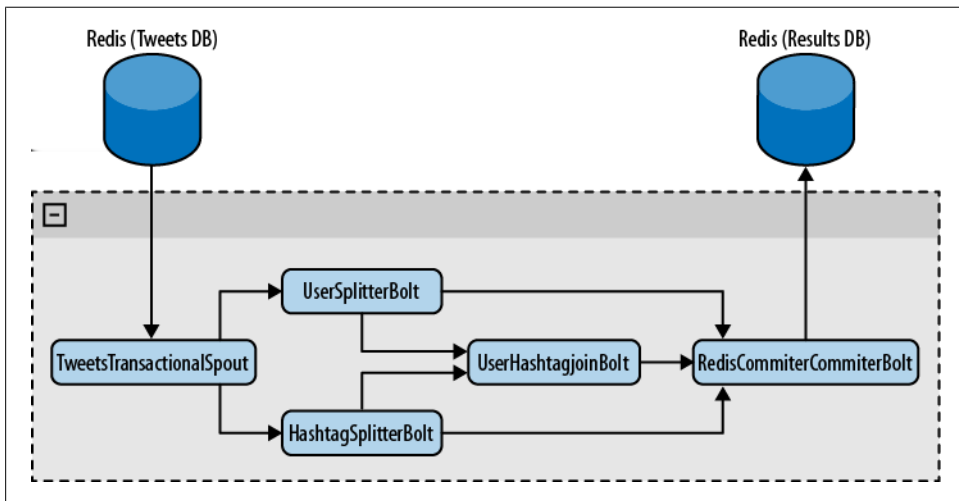 Redis (Tweets DB)
Redis (Results DB)
UserSplitterBolt
TweetsTransactionalSpout
UserHashtagjoinBolt
RedisCommiterCommiterBolt
HashtagSplitterBolt